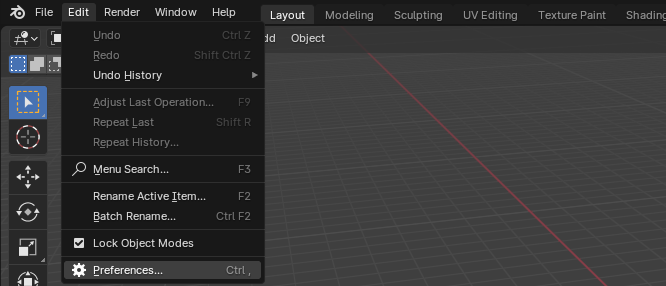 File Edit Render Window Help Layout Modeling Sculpting UV Editing Texture Paint Shading
Object
Undo Ctrl Z
Redo Shift Ctrl Z
Undo History
Adjust Last Operation... F9
Repeat Last Shift R
Repeat History...
Menu Search... F3
Rename Active Item... F2
Batch Rename... Ctrl F2
Lock Object Modes
Preferences... Ctrl ,